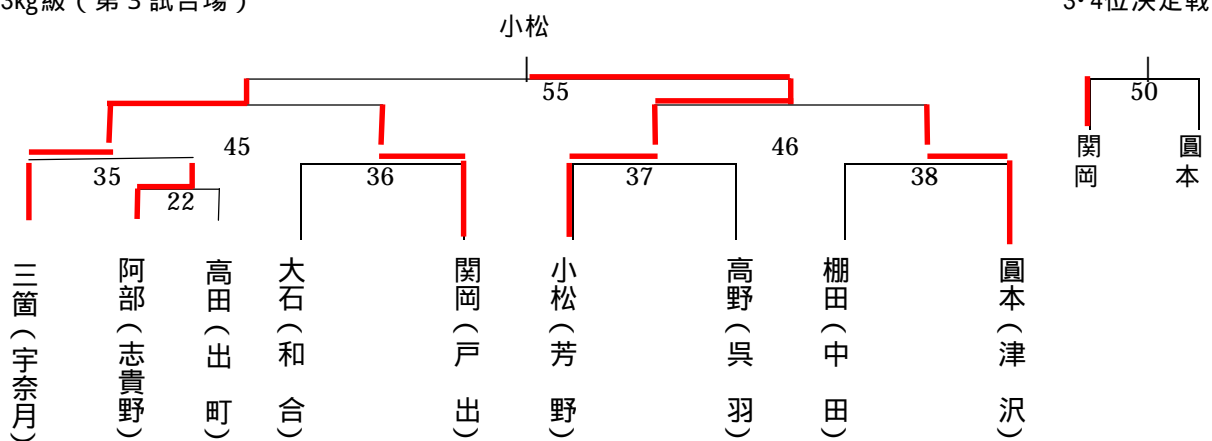 3kg級（第３試合場）
3・4位決定戦
小松
55
50
45
46
関岡
圓本
35
36
37
38
22
三箇（宇奈月）
阿部（志貴野）
高田（出　町）
大石（和　合）
関岡（戸　出）
小松（芳　野）
高野（呉　羽）
棚田（中　田）
圓本（津　沢）